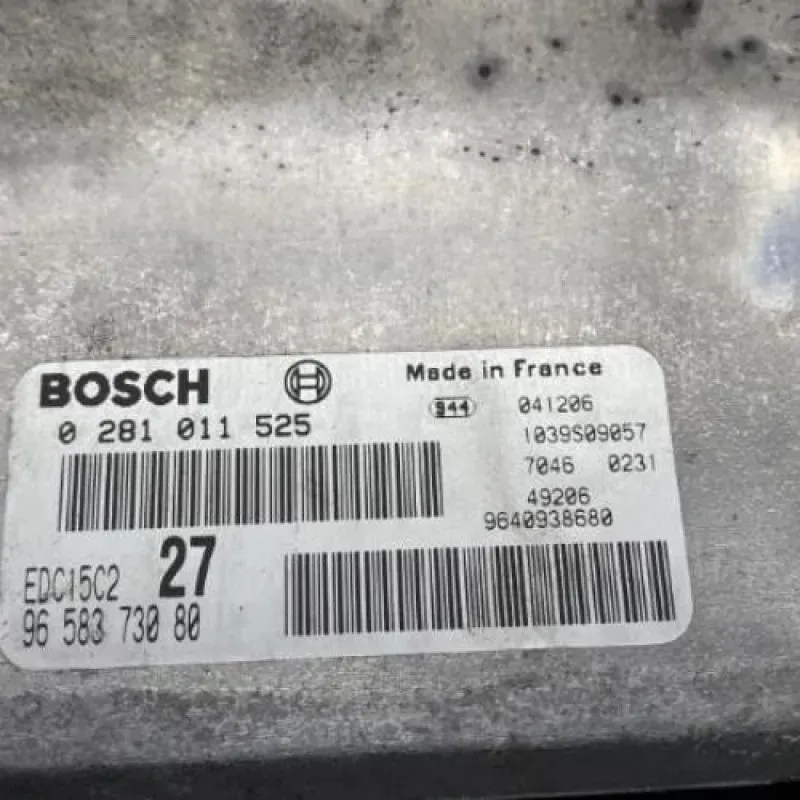 BOSCH
Made in France
0 281 011 525
944
041206
1039S09057
7046 0231
49206
9640938680
EDC15C2 27
96 583 730 80